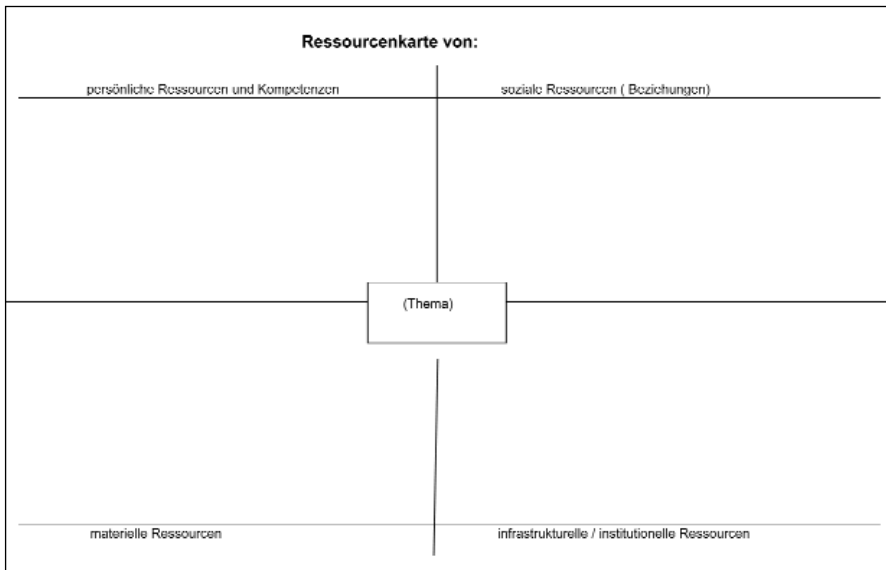 Ressourcenkarte von:
persönliche Ressourcen und Kompetenzen
soziale Ressourcen ( Beziehungen)
(Thema)
materielle Ressourcen
infrastrukturelle / institutionelle Ressourcen